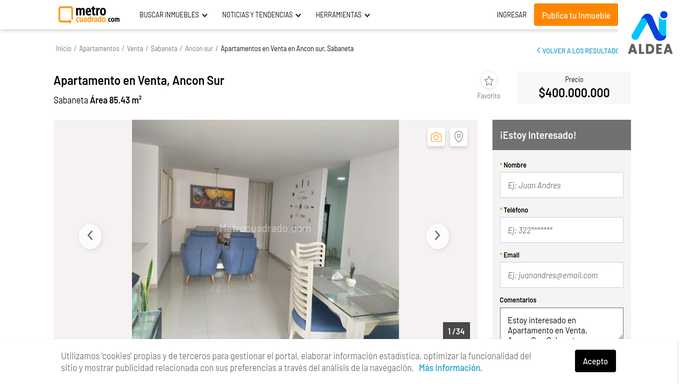 metro
cuadrado.com
BUSCAR INMUEBLES
NOTICIAS Y TENDENCIAS
HERRAMIENTAS
INGRESAR
Publica tu Inmueble
ALDEA
Inicio / Apartamentos / Venta / Sabaneta / Ancon sur / Apartamentos en Venta en Ancon sur, Sabaneta
VOLVER A LOS RESULTADO
Apartamento en Venta, Ancon Sur
Sabaneta Área 85.43 m²
Favorito
Precio
$400.000.000
Metrocuadrado.com
1 / 34
¡Estoy Interesado!
* Nombre
Ej: Juan Andres
* Teléfono
Ej: 322*******
* Email
Ej: juanandres@email.com
Comentarios
Estoy interesado en
Apartamento en Venta,
Utilizamos 'cookies' propias y de terceros para gestionar el portal, elaborar información estadística, optimizar la funcionalidad del
sitio y mostrar publicidad relacionada con sus preferencias a través del análisis de la navegación. Más información.
Acepto